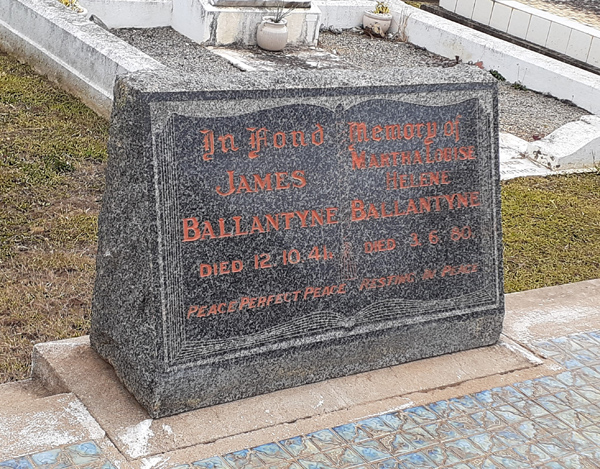 In Fond
JAMES
BALLANTYNE
DIED 12.10.41.
PEACE PERFECT PEACE
Memory of
MARTHA LOUISE
HELENE
BALLANTYNE
DIED 3.6.80.
RESTING IN PEACE